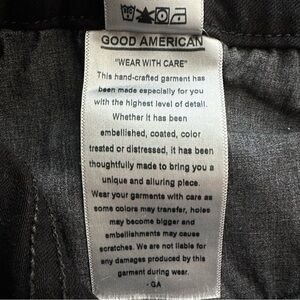 GOOD AMERICAN
"WEAR WITH CARE"
This hand-crafted garment has
been made especially for you
with the highest level of detail.
Whether it has been
embellished, coated, color
treated or distressed, it has been
thoughtfully made to bring you a
unique and alluring piece.
Wear your garments with care as
some colors may transfer, holes
may become bigger and
embellishments may cause
scratches. We are not liable for
any damages produced by this
garment during wear.
- GA